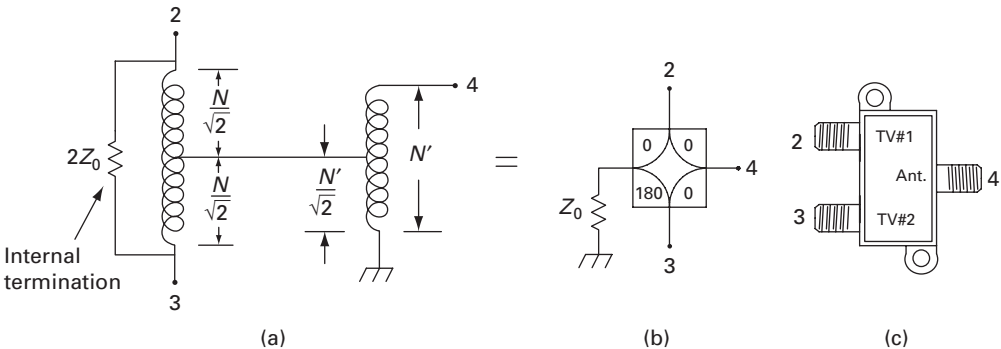 2
N/√2
4
2Z₀
N/√2
N′/√2
N′
Internal
termination
3
(a)
=
2
0 0
4
180 0
Z₀
3
(b)
2
TV#1
Ant.
4
3
TV#2
(c)